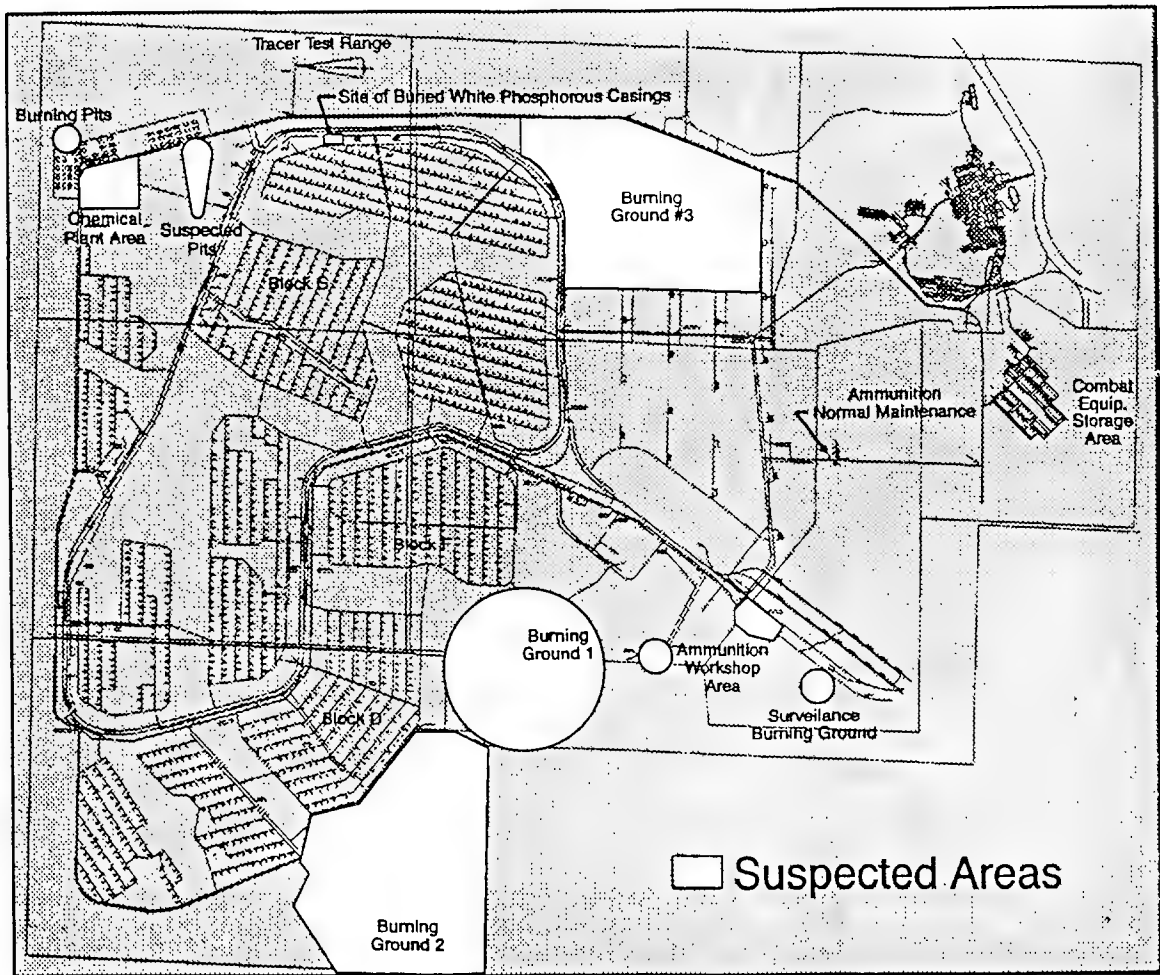 Tracer Test Range
Site of Buried White Phosphorous Casings
Burning Pits
Burning
Ground #3
Chemical
Plant Area
Suspected
Pits
Ammunition
Normal Maintenance
Combat
Equip.
Storage
Area
Burning
Ground 1
Ammunition
Workshop
Area
Block D
Surveilance
Burning Ground
Suspected Areas
Burning
Ground 2